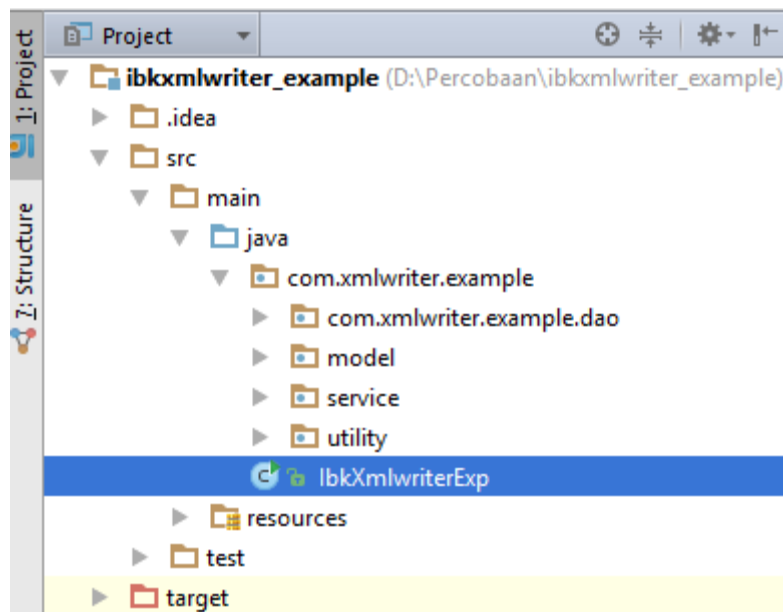 Project
1: Project
ibkxmlwriter_example (D:\Percobaan\ibkxmlwriter_example)
.idea
src
main
7: Structure
java
com.xmlwriter.example
com.xmlwriter.example.dao
model
service
utility
IbkXmlwriterExp
resources
test
target